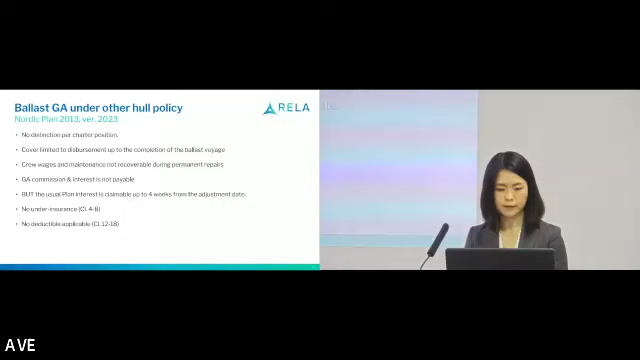 Ballast GA under other hull policy
Nordic Plan 2013, ver. 2023
RELA
• No distinction per charter position.
• Cover limited to disbursement up to the completion of the ballast voyage
• Crew wages and maintenance not recoverable during permanent repairs
• GA commission & interest is not payable
• BUT the usual Plan interest is claimable up to 4 weeks from the adjustment date.
• No under-insurance (Cl. 4-8)
• No deductible applicable (Cl. 12-18)
AVE